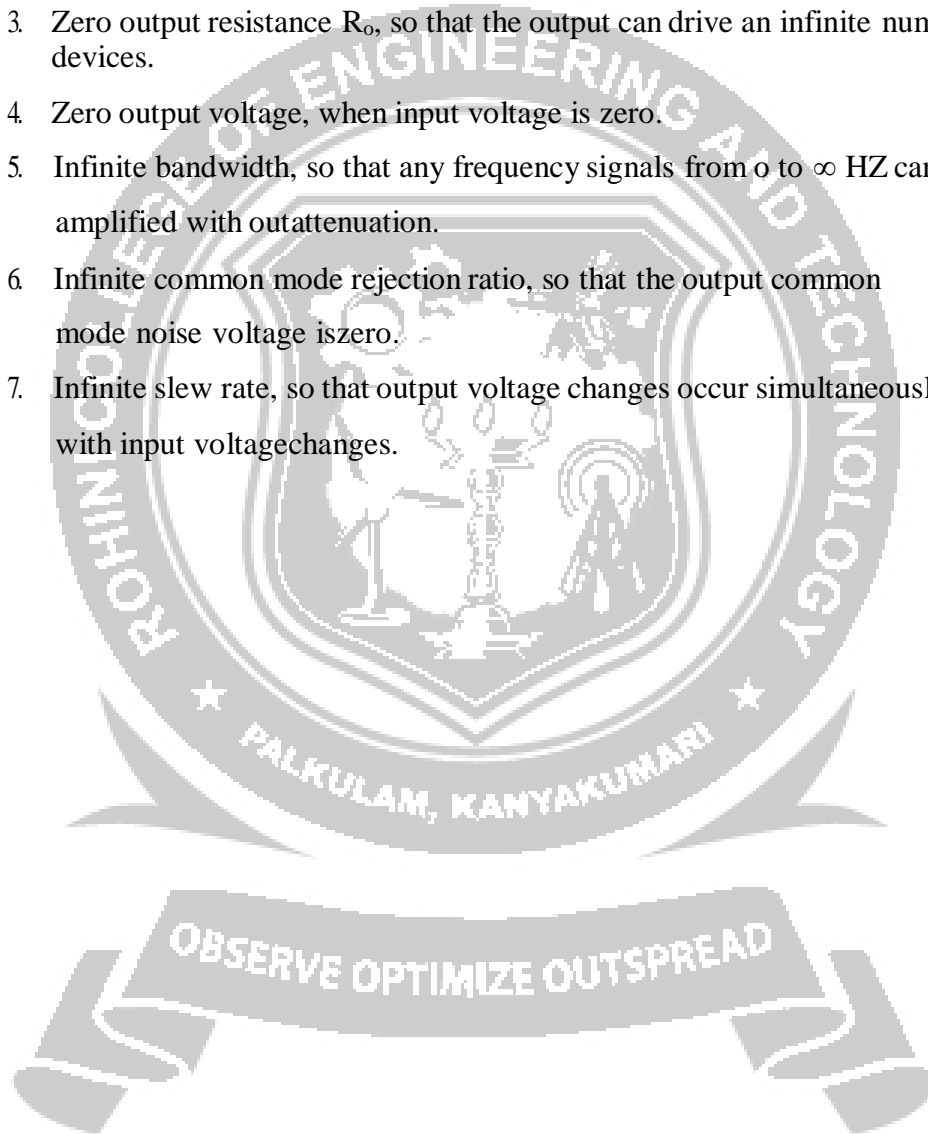 3. Zero output resistance Ro, so that the output can drive an infinite num
devices.
4. Zero output voltage, when input voltage is zero.
5. Infinite bandwidth, so that any frequency signals from o to ∞ HZ car
amplified with outattenuation.
6. Infinite common mode rejection ratio, so that the output common
mode noise voltage iszero.
7. Infinite slew rate, so that output voltage changes occur simultaneousl
with input voltagechanges.
ROHINI COLLEGE OF ENGINEERING AND TECHNOLOGY
PALKULAM, KANYAKUMARI
OBSERVE OPTIMIZE OUTSPREAD